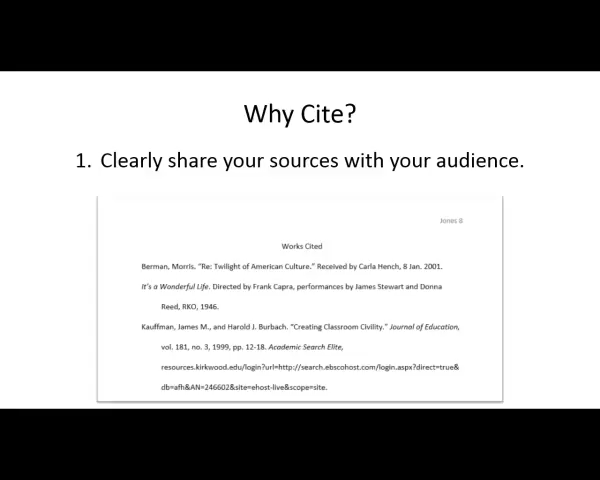 Why Cite?
1. Clearly share your sources with your audience.
Jones 8
Works Cited
Berman, Morris. "Re: Twilight of American Culture." Received by Carla Hench, 8 Jan. 2001.
It's a Wonderful Life. Directed by Frank Capra, performances by James Stewart and Donna
Reed, RKO, 1946.
Kauffman, James M., and Harold J. Burbach. "Creating Classroom Civility." Journal of Education,
vol. 181, no. 3, 1999, pp. 12-18. Academic Search Elite,
resources.kirkwood.edu/login?url=http://search.ebscohost.com/login.aspx?direct=true&
db=afh&AN=246602&site=ehost-live&scope=site.